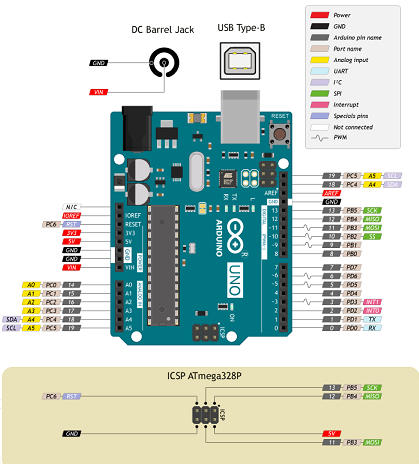 DC Barrel Jack
USB Type-B
GND
VIN
Power
GND
Arduino pin name
Port name
Analog input
UART
I²C
SPI
Interrupt
Specials pins
Not connected
PWM
RESET
TX
RX
L
AREF
GND
13
12
11
10
9
8
7
6
5
4
3
2
1
0
N/C
IOREF
PC6 RST
3V3
5V
GND
GND
VIN
IOREF
RESET
3V3
5V
GND
VIN
A0
A1
A2
A3
A4
A5
ARDUINO
UNO
ON
ICSP
A0 PC0 14
A1 PC1 15
A2 PC2 16
A3 PC3 17
SDA A4 PC4 18
SCL A5 PC5 19
19 PC5 A5 SCL
18 PC4 A4 SDA
AREF
GND
13 PB5 SCK
12 PB4 MISO
11 PB3 MOSI
10 PB2 SS
9 PB1
8 PB0
7 PD7
6 PD6
5 PD5
4 PD4
3 PD3 INT1
2 PD2 INT0
1 PD1 TX
0 PD0 RX
ICSP ATmega328P
PC6 RST
GND
ICSP
13 PB5 SCK
12 PB4 MISO
5V
11 PB3 MOSI